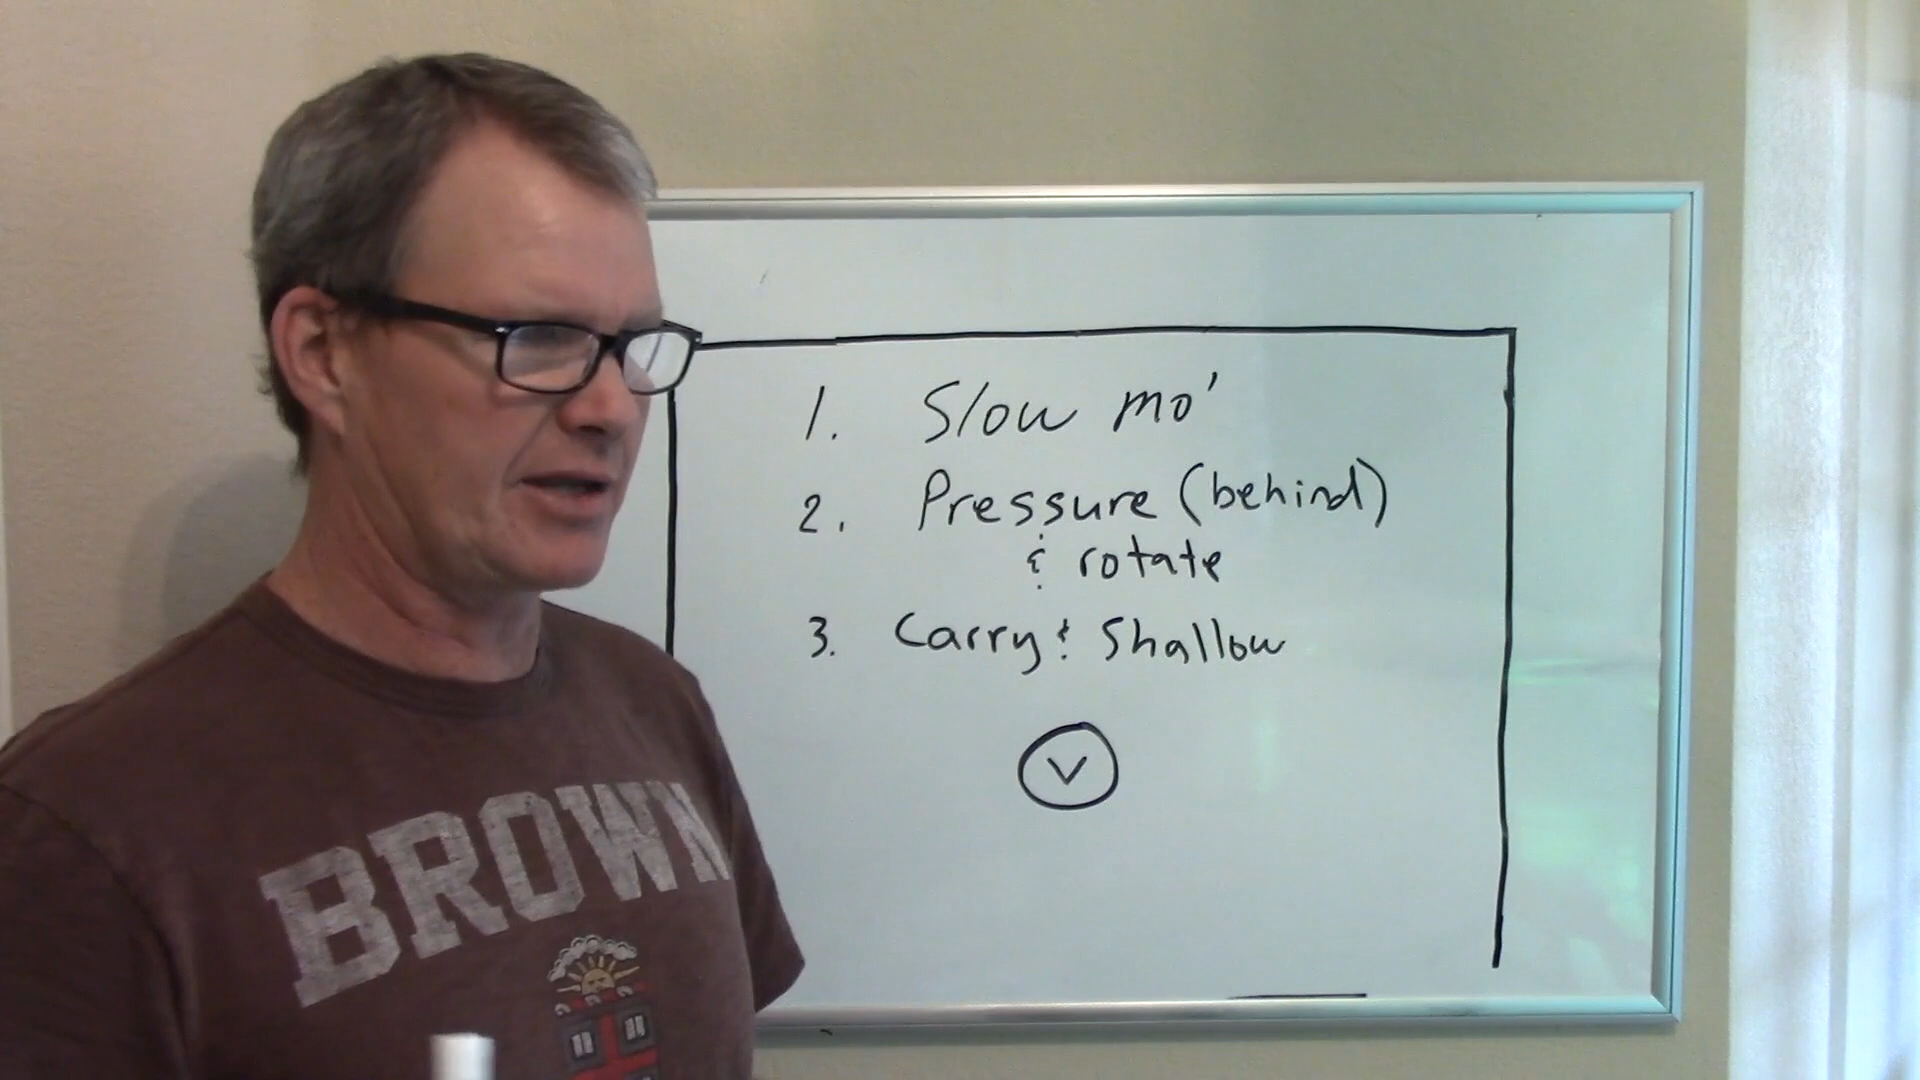 1. Slow mo'
2. Pressure (behind)
& rotate
3. Carry & Shallow
V
BROWN